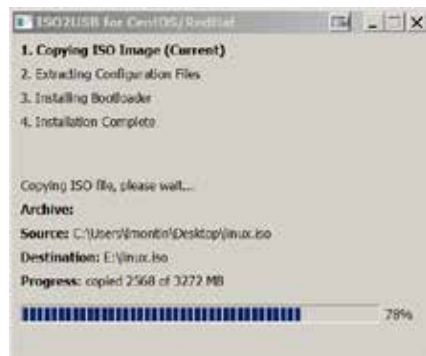 ISO2USB for CentOS/RedHat
1. Copying ISO Image (Current)
2. Extracting Configuration Files
3. Installing Bootloader
4. Installation Complete
Copying ISO file, please wait...
Archive:
Source: C:\Users\lmontin\Desktop\linux.iso
Destination: E:\linux.iso
Progress: copied 2568 of 3272 MB
78%